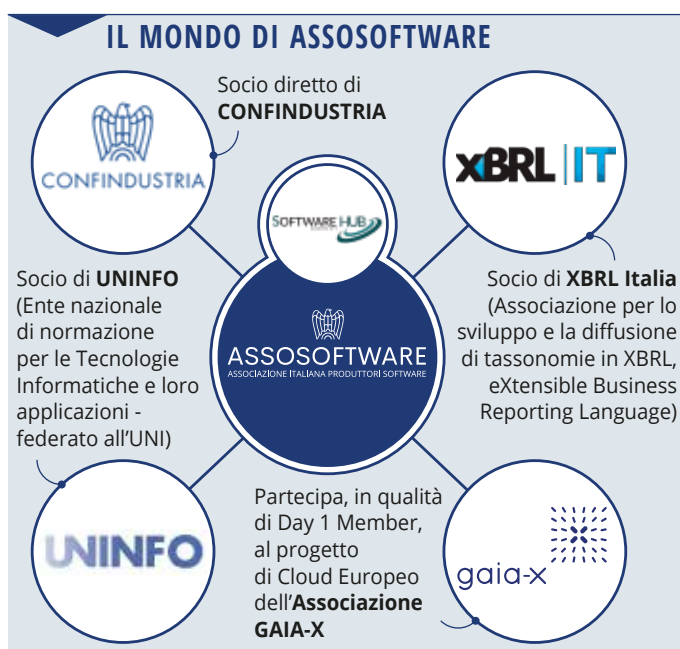 IL MONDO DI ASSOSOFTWARE
Socio diretto di
CONFINDUSTRIA
CONFINDUSTRIA
xBRL IT
SOFTWARE HUB
Socio di UNINFO
(Ente nazionale
di normazione
per le Tecnologie
Informatiche e loro
applicazioni -
federato all’UNI)
ASSOSOFTWARE
ASSOCIAZIONE ITALIANA PRODUTTORI SOFTWARE
Socio di XBRL Italia
(Associazione per lo
sviluppo e la diffusione
di tassonomie in XBRL,
eXtensible Business
Reporting Language)
UNINFO
Partecipa, in qualità
di Day 1 Member,
al progetto
di Cloud Europeo
dell’Associazione
GAIA-X
gaia-x